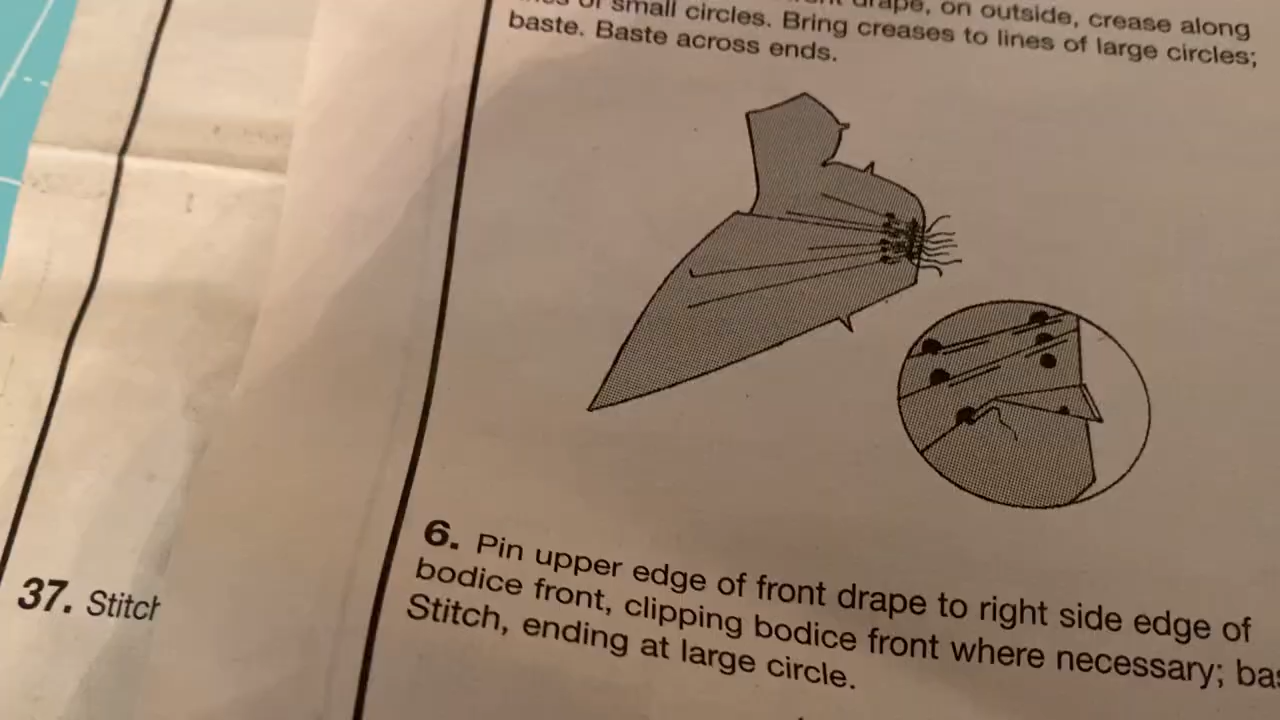 drape, on outside, crease along
of small circles. Bring creases to lines of large circles;
baste. Baste across ends.
6. Pin upper edge of front drape to right side edge of
bodice front, clipping bodice front where necessary;
Stitch, ending at large circle.
37. Stitch